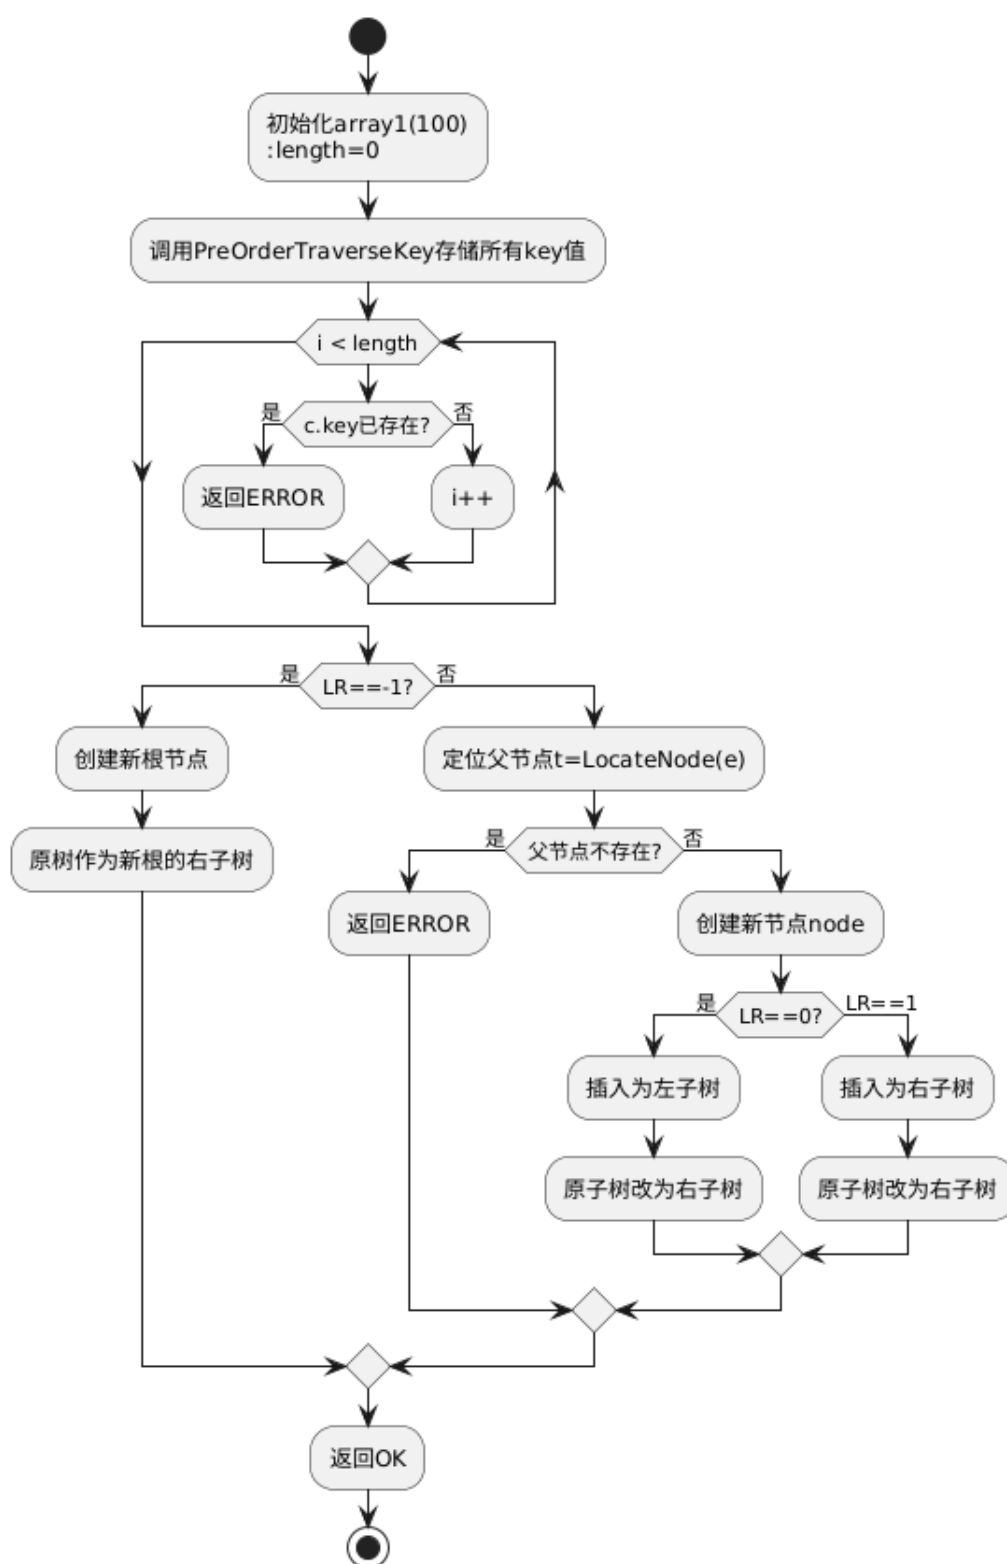 初始化array1(100)
:length=0
调用PreOrderTraverseKey存储所有key值
i < length
是
c.key已存在?
否
返回ERROR
i++
是
LR==-1?
否
创建新根节点
定位父节点t=LocateNode(e)
原树作为新根的右子树
是
父节点不存在?
否
返回ERROR
创建新节点node
是
LR==0?
LR==1
插入为左子树
插入为右子树
原子树改为右子树
原子树改为右子树
返回OK